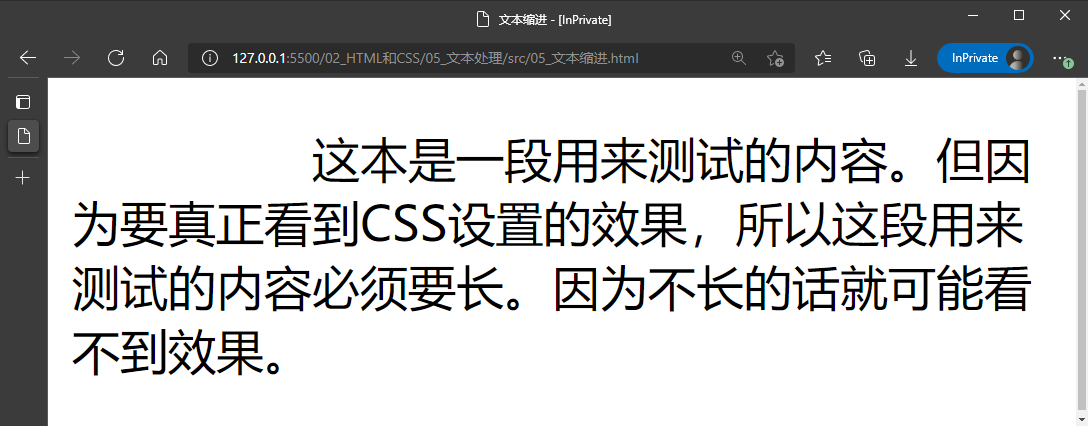 文本缩进 - [InPrivate]
127.0.0.1:5500/02_HTML和CSS/05_文本处理/src/05_文本缩进.html
InPrivate
这本是一段用来测试的内容。但因
为要真正看到CSS设置的效果，所以这段用来
测试的内容必须要长。因为不长的话就可能看
不到效果。